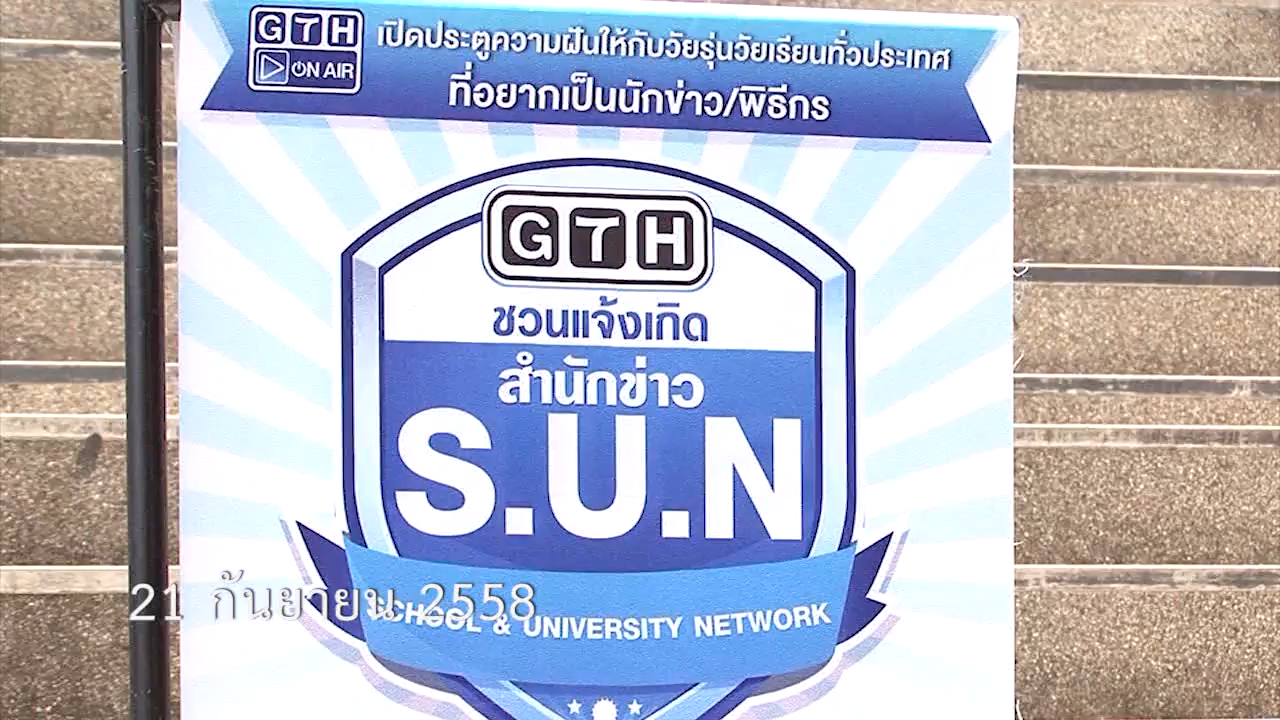 GTH
ON AIR
เปิดประตูความฝันให้กับวัยรุ่นวัยเรียนทั่วประเทศ
ที่อยากเป็นนักข่าว/พิธีกร
GTH
ชวนแจ้งเกิด
สำนักข่าว
S.U.N
SCHOOL & UNIVERSITY NETWORK
21 กันยายน 2558